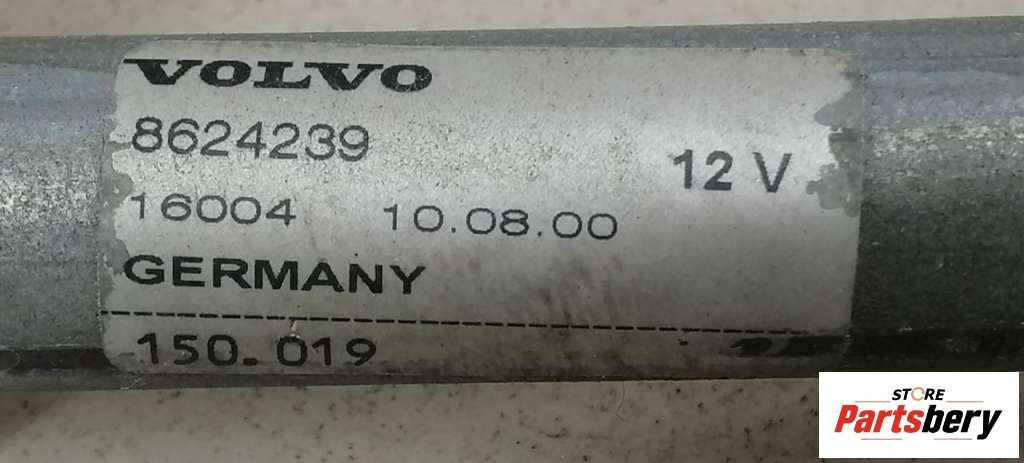 VOLVO
8624239
12 V
16004 10.08.00
GERMANY
150.019
STORE
Partsbery